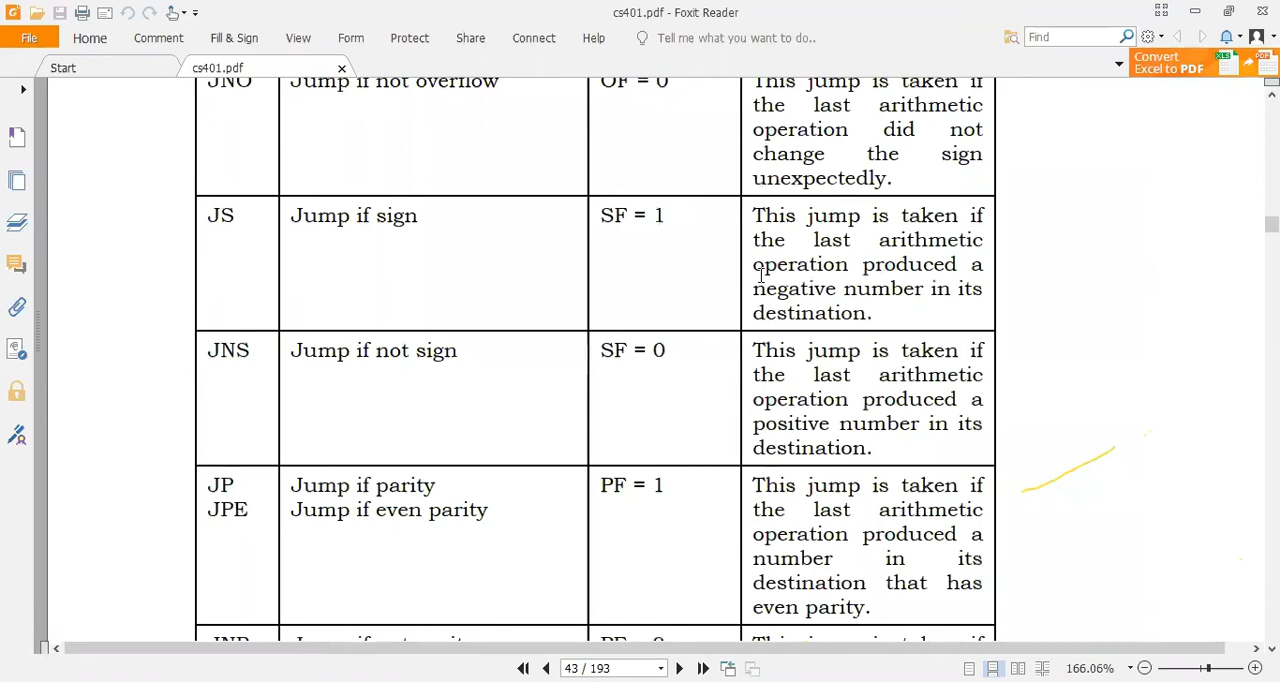 cs401.pdf - Foxit Reader
File Home Comment Fill & Sign View Form Protect Share Connect Help Tell me what you want to do.. Find
Start cs401.pdf Convert
Excel to PDF
JNO Jump if not overflow OF = 0 This jump is taken if
the last arithmetic
operation did not
change the sign
unexpectedly.
JS Jump if sign SF = 1 This jump is taken if
the last arithmetic
operation produced a
negative number in its
destination.
JNS Jump if not sign SF = 0 This jump is taken if
the last arithmetic
operation produced a
positive number in its
destination.
JP Jump if parity PF = 1 This jump is taken if
JPE Jump if even parity the last arithmetic
operation produced a
number in its
destination that has
even parity.
43 / 193 166.06%